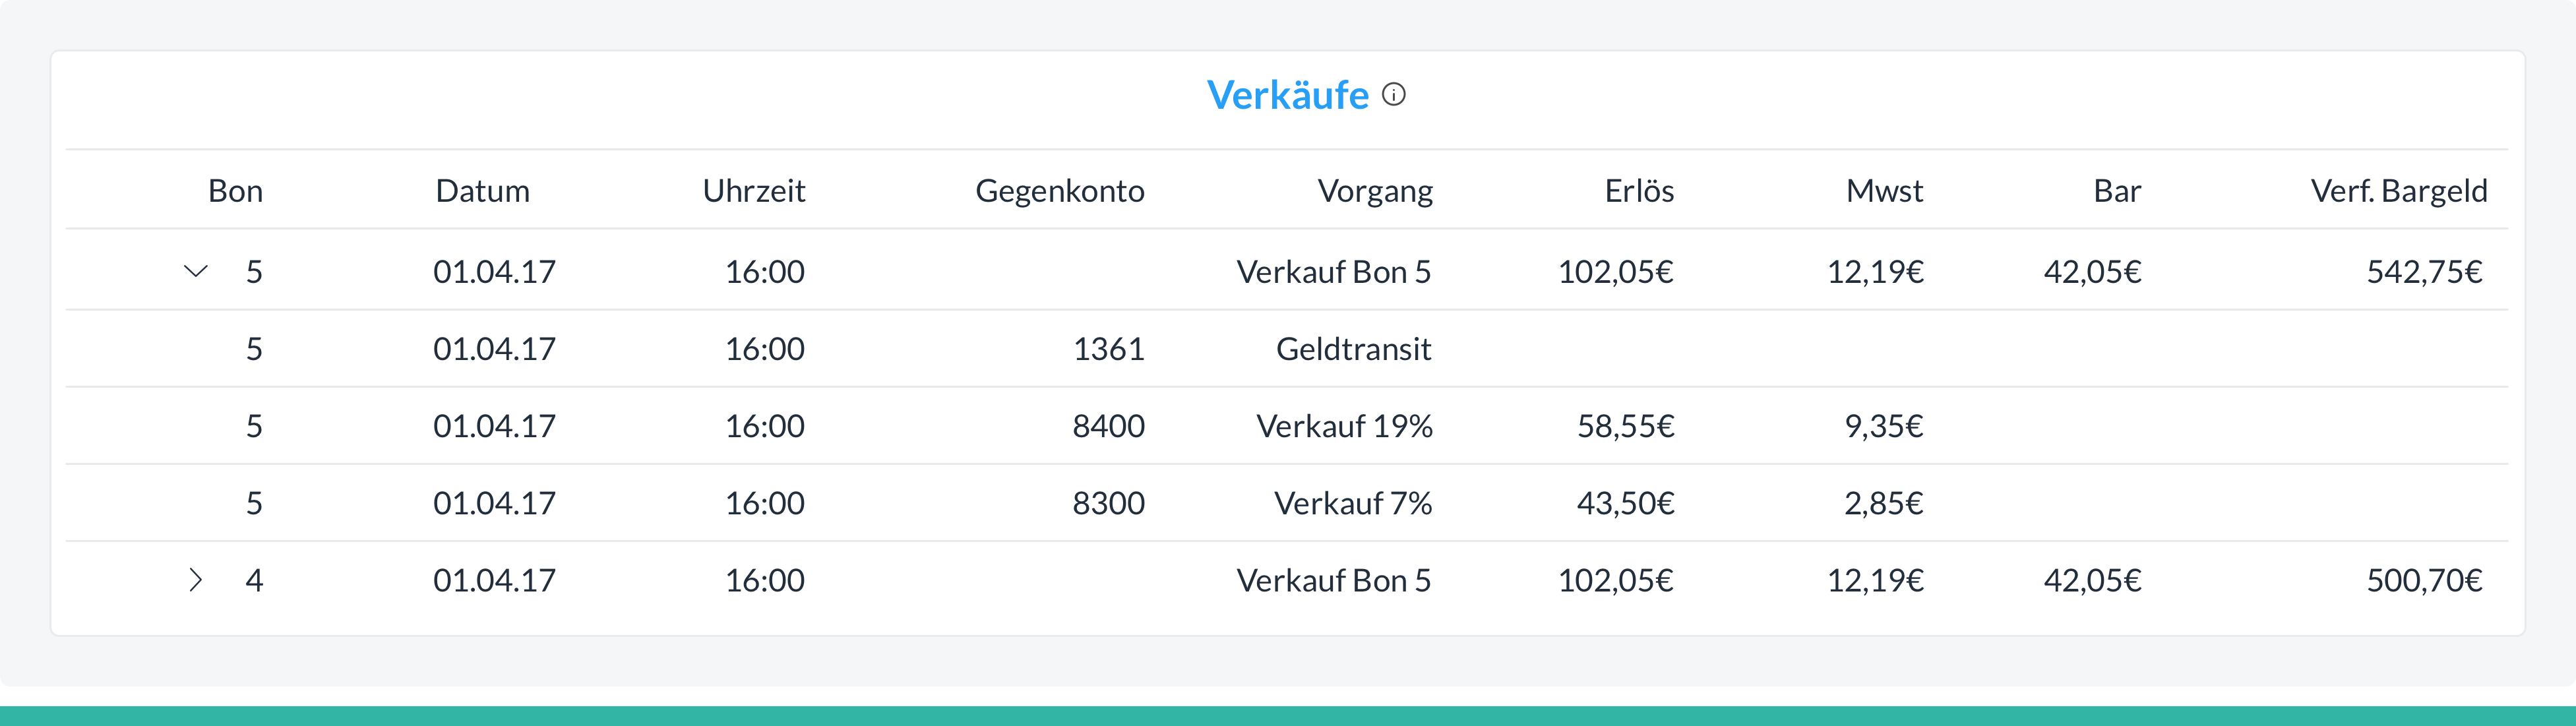 Verkäufe
Bon Datum Uhrzeit Gegenkonto Vorgang Erlös Mwst Bar Verf. Bargeld
5 01.04.17 16:00 Verkauf Bon 5 102,05€ 12,19€ 42,05€ 542,75€
5 01.04.17 16:00 1361 Geldtransit
5 01.04.17 16:00 8400 Verkauf 19% 58,55€ 9,35€
5 01.04.17 16:00 8300 Verkauf 7% 43,50€ 2,85€
4 01.04.17 16:00 Verkauf Bon 5 102,05€ 12,19€ 42,05€ 500,70€